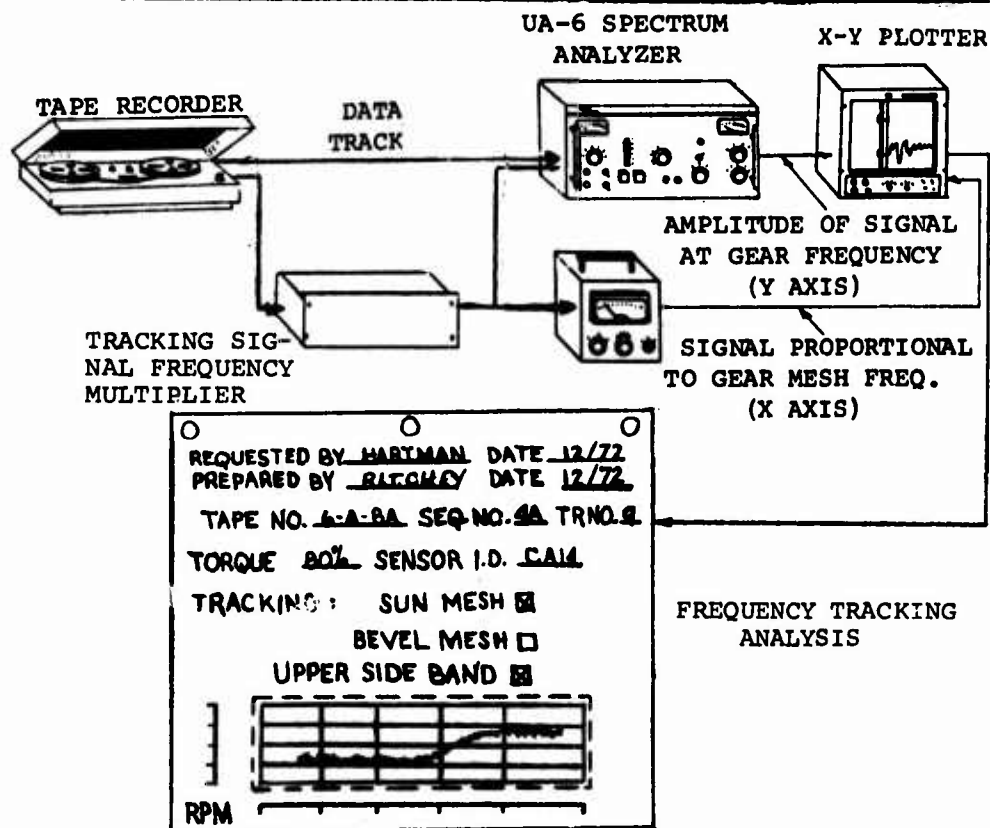 UA-6 SPECTRUM
ANALYZER
X-Y PLOTTER
TAPE RECORDER
DATA
TRACK
AMPLITUDE OF SIGNAL
AT GEAR FREQUENCY
(Y AXIS)
TRACKING SIG-
NAL FREQUENCY
MULTIPLIER
SIGNAL PROPORTIONAL
TO GEAR MESH FREQ.
(X AXIS)
REQUESTED BY HARTMAN DATE 12/72
PREPARED BY RITCHEY DATE 12/72
TAPE NO. 6-A-8A SEQ NO. TR NO.
TORQUE 80% SENSOR I.D.
TRACKING: SUN MESH
BEVEL MESH
UPPER SIDE BAND
RPM
FREQUENCY TRACKING
ANALYSIS